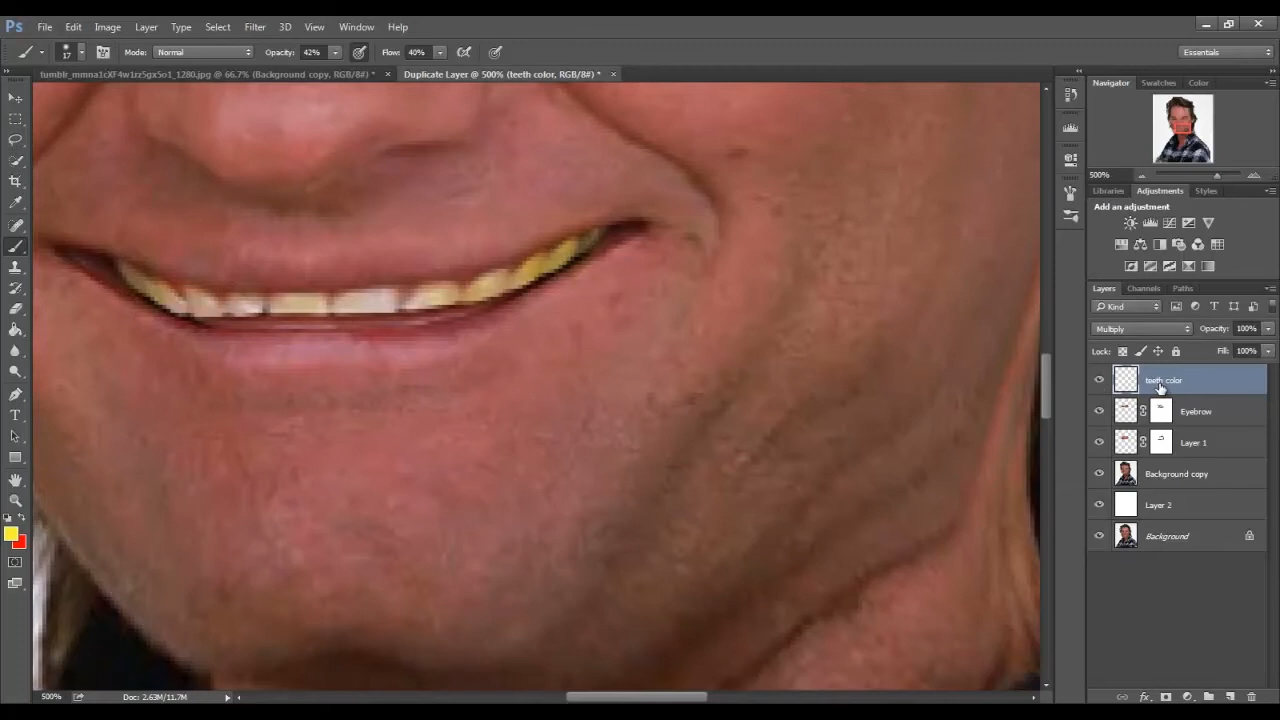 Ps File Edit Image Layer Type Select Filter 3D View Window Help
17 Mode: Normal Opacity: 42% Flow: 40% Essentials
tumblr_mmma1cXF4w1rz5gxSo1_1280.jpg @ 66.7% (Background copy, RGB/8#) * × Duplicate Layer @ 500% (teeth color, RGB/8#) * ×
Navigator Swatches Color
500%
Libraries Adjustments Styles
Add an adjustment
Layers Channels Paths
Kind
Multiply Opacity: 100%
Lock: Fill: 100%
teeth color
Eyebrow
Layer 1
Background copy
Layer 2
Background
500% Doc: 2.63M/11.7M
fx